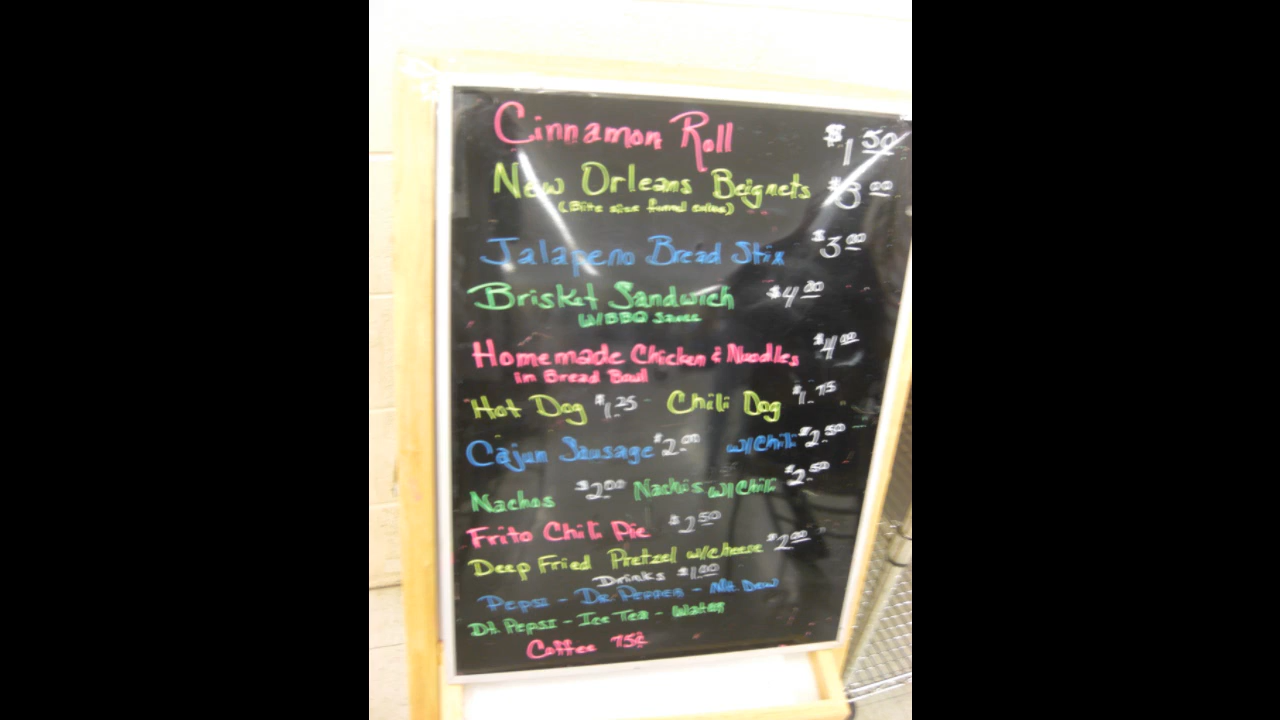 Cinnamon Roll $1.50
New Orleans Beignets $3.00
(Bite size funnel cakes)
Jalapeno Bread Stix $3.00
Brisket Sandwich $4.00
W/BBQ Sauce
Homemade Chicken & Noodles $4.00
in Bread Bowl
Hot Dog $1.25 Chili Dog $1.75
Cajun Sausage $2.00 w/Chili $2.50
Nachos $2.00 Nachos w/Chili $2.50
Frito Chili Pie $2.50
Deep Fried Pretzel w/cheese $2.00
Drinks $1.00
Pepsi - Dr. Pepper - Mt. Dew
Dt. Pepsi - Ice Tea - Water
Coffee 75¢